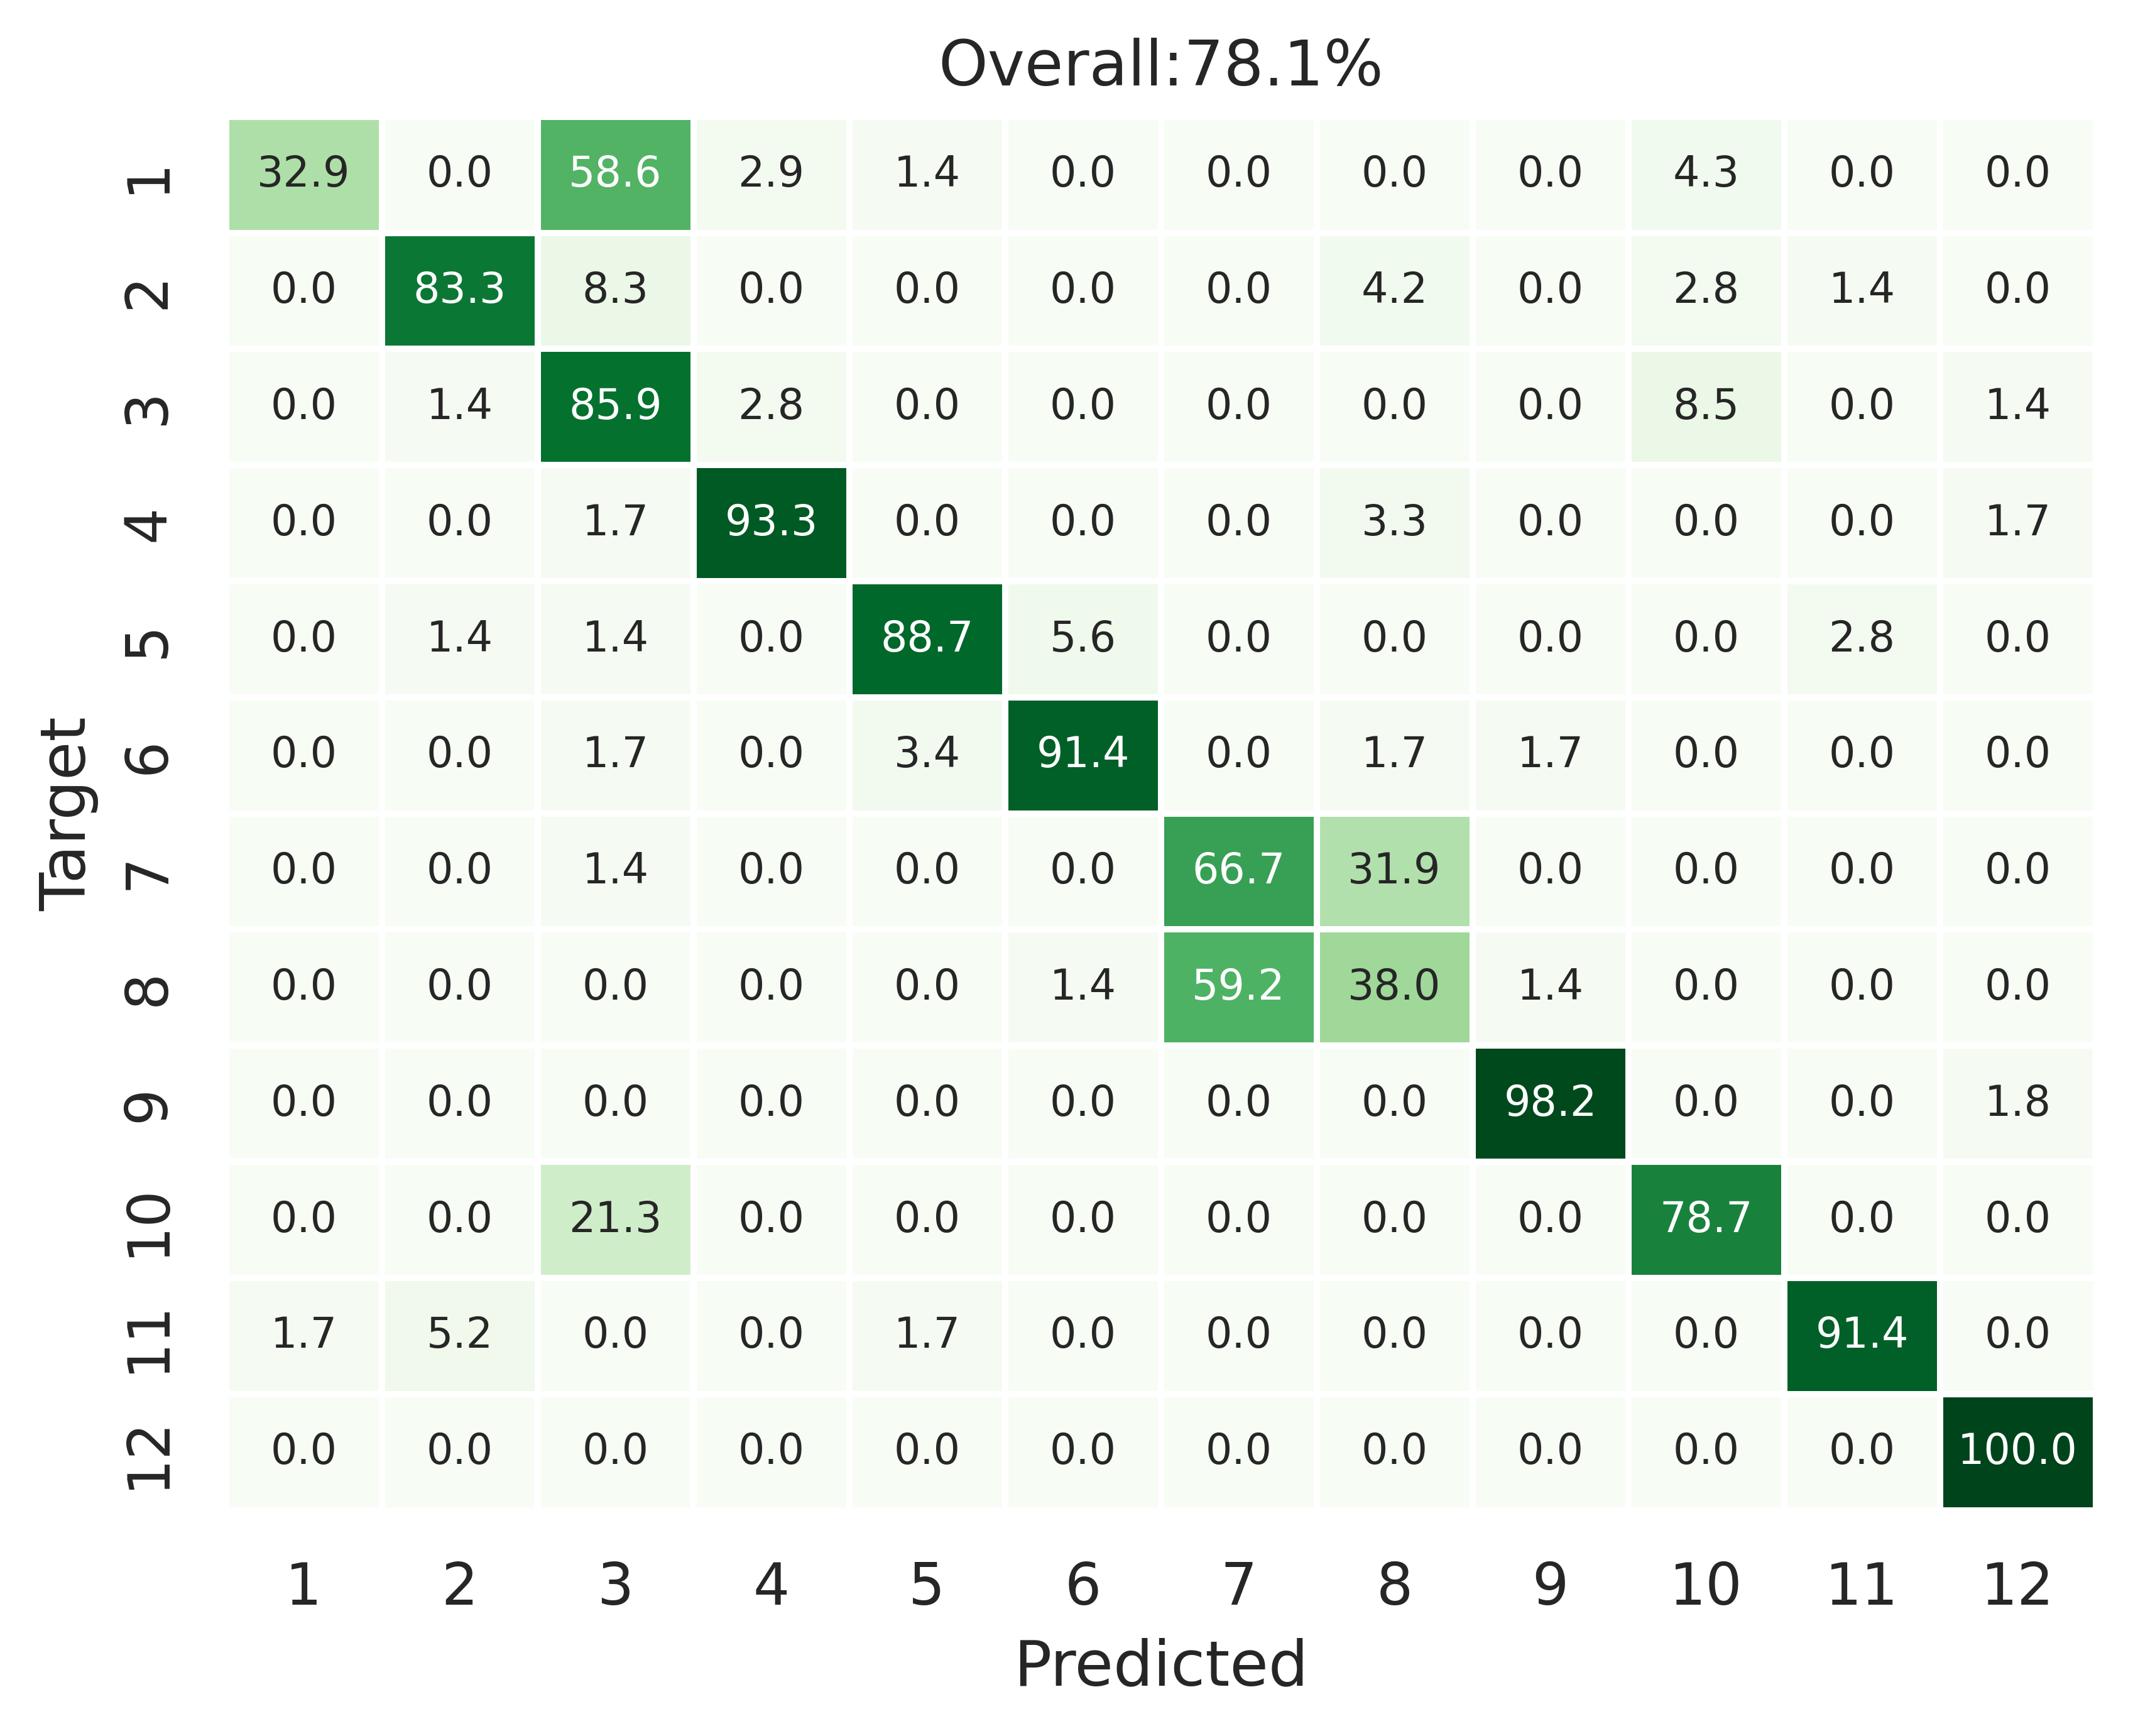 Overall:78.1%
1 32.9 0.0 58.6 2.9 1.4 0.0 0.0 0.0 0.0 4.3 0.0 0.0
2 0.0 83.3 8.3 0.0 0.0 0.0 0.0 4.2 0.0 2.8 1.4 0.0
3 0.0 1.4 85.9 2.8 0.0 0.0 0.0 0.0 0.0 8.5 0.0 1.4
4 0.0 0.0 1.7 93.3 0.0 0.0 0.0 3.3 0.0 0.0 0.0 1.7
5 0.0 1.4 1.4 0.0 88.7 5.6 0.0 0.0 0.0 0.0 2.8 0.0
6 0.0 0.0 1.7 0.0 3.4 91.4 0.0 1.7 1.7 0.0 0.0 0.0
7 0.0 0.0 1.4 0.0 0.0 0.0 66.7 31.9 0.0 0.0 0.0 0.0
8 0.0 0.0 0.0 0.0 0.0 1.4 59.2 38.0 1.4 0.0 0.0 0.0
9 0.0 0.0 0.0 0.0 0.0 0.0 0.0 0.0 98.2 0.0 0.0 1.8
10 0.0 0.0 21.3 0.0 0.0 0.0 0.0 0.0 0.0 78.7 0.0 0.0
11 1.7 5.2 0.0 0.0 1.7 0.0 0.0 0.0 0.0 0.0 91.4 0.0
12 0.0 0.0 0.0 0.0 0.0 0.0 0.0 0.0 0.0 0.0 0.0 100.0
Target
1 2 3 4 5 6 7 8 9 10 11 12
Predicted